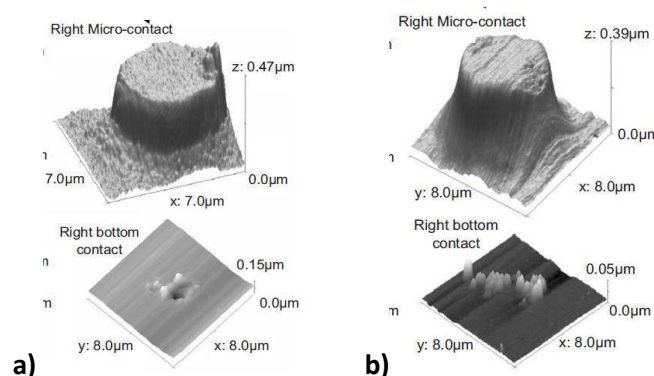 Right Micro-contact
z: 0.47µm
7.0µm
0.0µm
x: 7.0µm
Right bottom
contact
0.15µm
0.0µm
y: 8.0µm
x: 8.0µm
a)
Right Micro-contact
z: 0.39µm
0.0µm
y: 8.0µm
x: 8.0µm
Right bottom
contact
0.05µm
0.0µm
y: 8.0µm
x: 8.0µm
b)